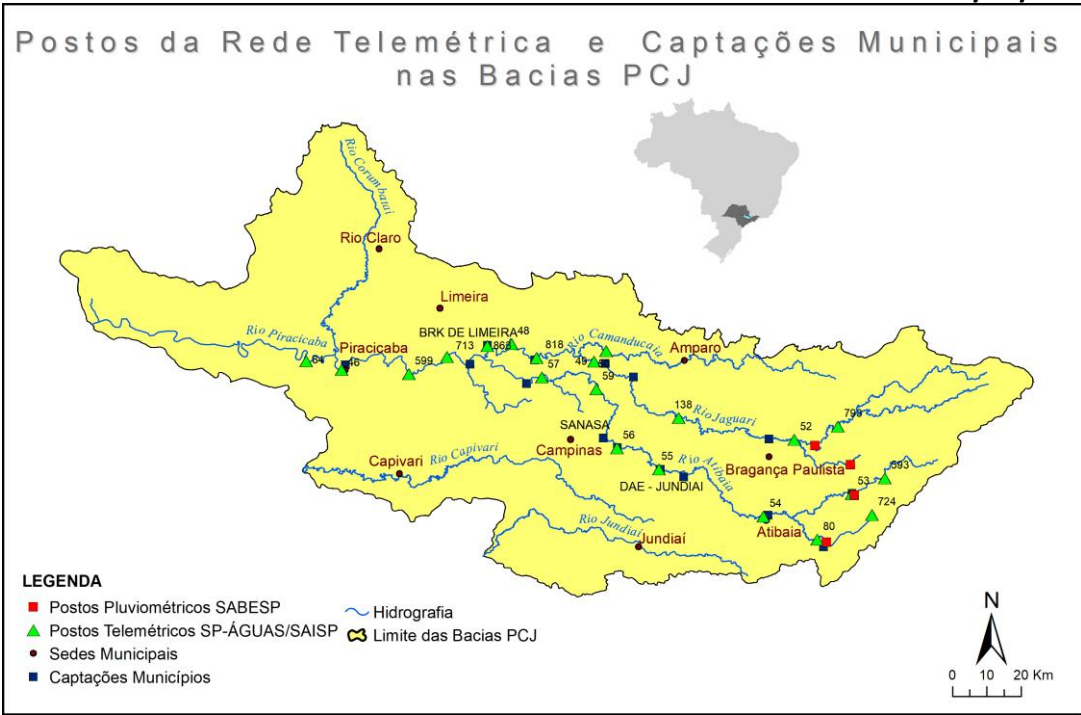 Postos da Rede Telemétrica e Captações Municipais
nas Bacias PCJ
Rio Corumbataí
Rio Claro
Limeira
BRK DE LIMEIRA
48
Rio Camanducaia
Rio Piracicaba
Piracicaba
713
818
Amparo
64
46
599
57
49
59
138
Rio Jaguari
52
SANASA
56
Campinas
Rio Capivari
Capivari
Rio Atibaia
Bragança Paulista
55
DAE - JUNDIAI
593
53
54
724
Rio Jundiaí
Jundiaí
Atibaia
80
LEGENDA
Postos Pluviométricos SABESP
Postos Telemétricos SP-ÁGUAS/SAISP
Sedes Municipais
Captações Municípios
Hidrografia
Limite das Bacias PCJ
N
0 10 20 Km